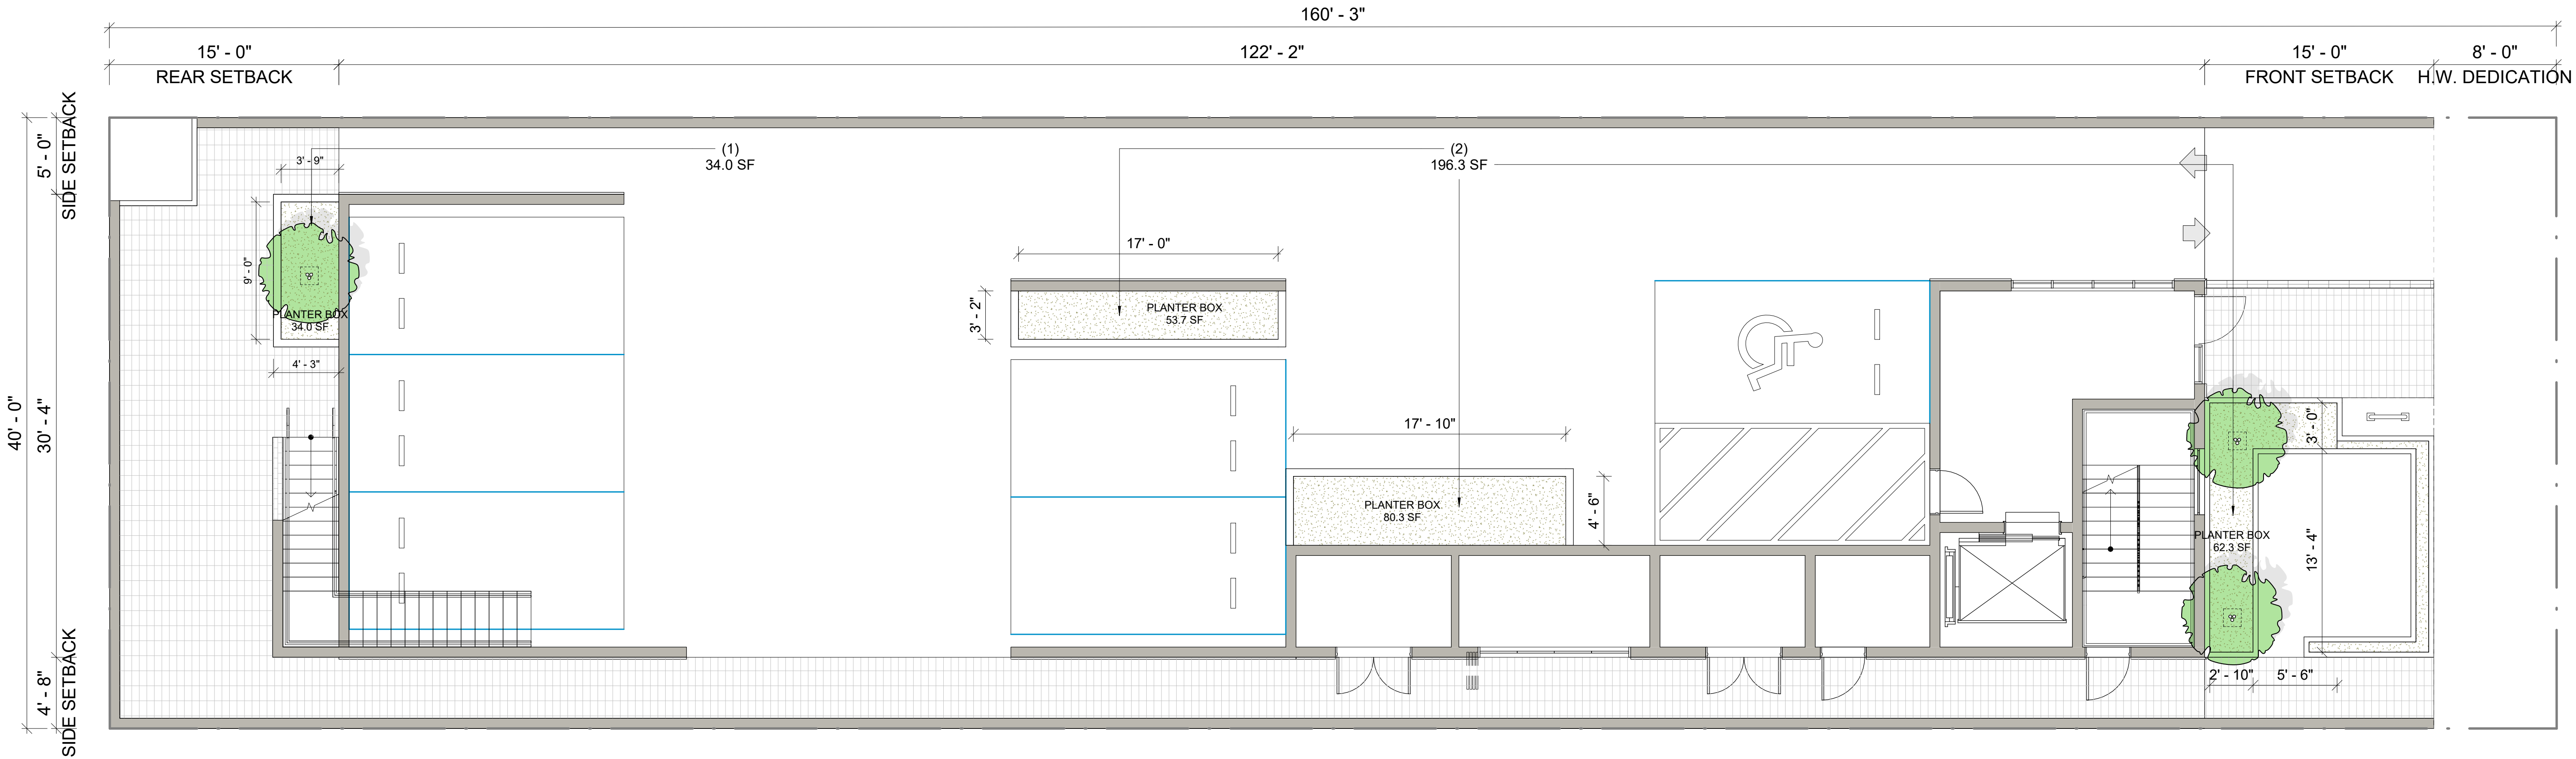 160' - 3"
15' - 0"
122' - 2"
15' - 0"
8' - 0"
REAR SETBACK
FRONT SETBACK
H.W. DEDICATION
5' - 0"
SIDE SETBACK
40' - 0"
30' - 4"
4' - 8"
SIDE SETBACK
(1)
34.0 SF
(2)
196.3 SF
3' - 9"
9' - 0"
PLANTER BOX
34.0 SF
4' - 3"
17' - 0"
3' - 2"
PLANTER BOX
53.7 SF
17' - 10"
4' - 6"
PLANTER BOX
80.3 SF
3' - 0"
PLANTER BOX
62.3 SF
13' - 4"
2' - 10"
5' - 6"